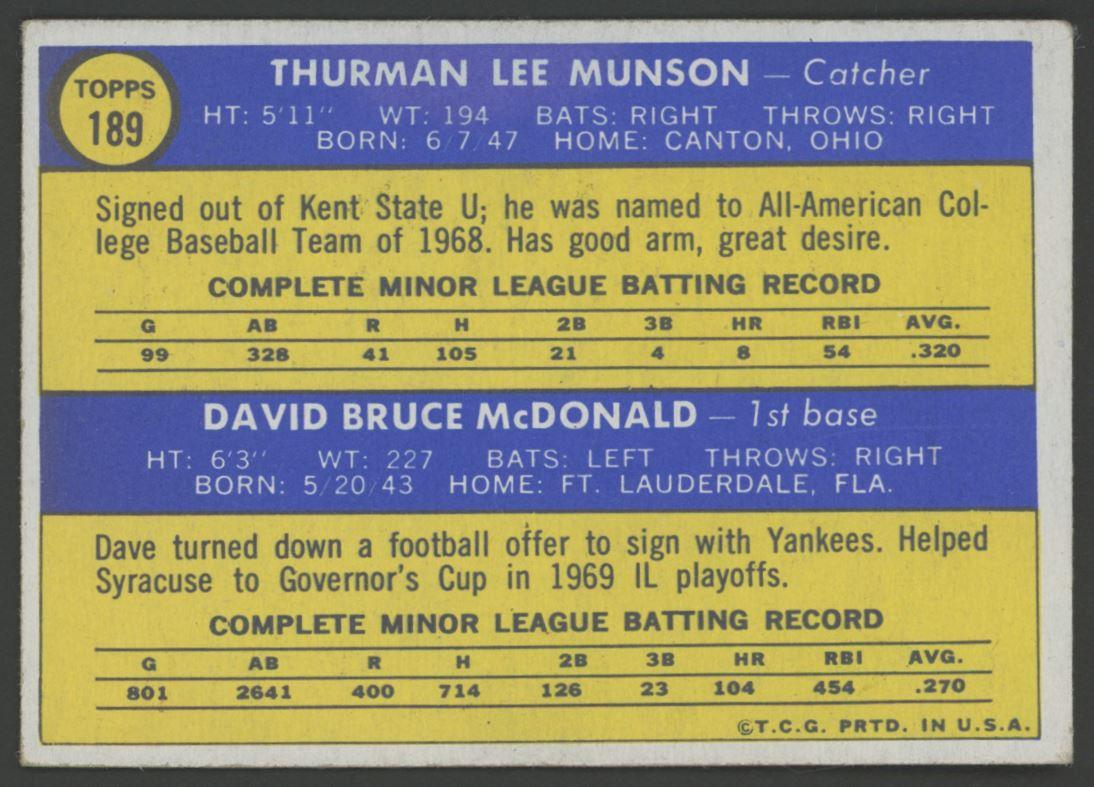 TOPPS
189
THURMAN LEE MUNSON — Catcher
HT: 5'11" WT: 194 BATS: RIGHT THROWS: RIGHT
BORN: 6/7/47 HOME: CANTON, OHIO
Signed out of Kent State U; he was named to All-American Col-
lege Baseball Team of 1968. Has good arm, great desire.
COMPLETE MINOR LEAGUE BATTING RECORD
G AB R H 2B 3B HR RBI AVG.
99 328 41 105 21 4 8 54 .320
DAVID BRUCE McDONALD — 1st base
HT: 6'3" WT: 227 BATS: LEFT THROWS: RIGHT
BORN: 5/20/43 HOME: FT. LAUDERDALE, FLA.
Dave turned down a football offer to sign with Yankees. Helped
Syracuse to Governor's Cup in 1969 IL playoffs.
COMPLETE MINOR LEAGUE BATTING RECORD
G AB R H 2B 3B HR RBI AVG.
801 2641 400 714 126 23 104 454 .270
©T.C.G. PRTD. IN U.S.A.